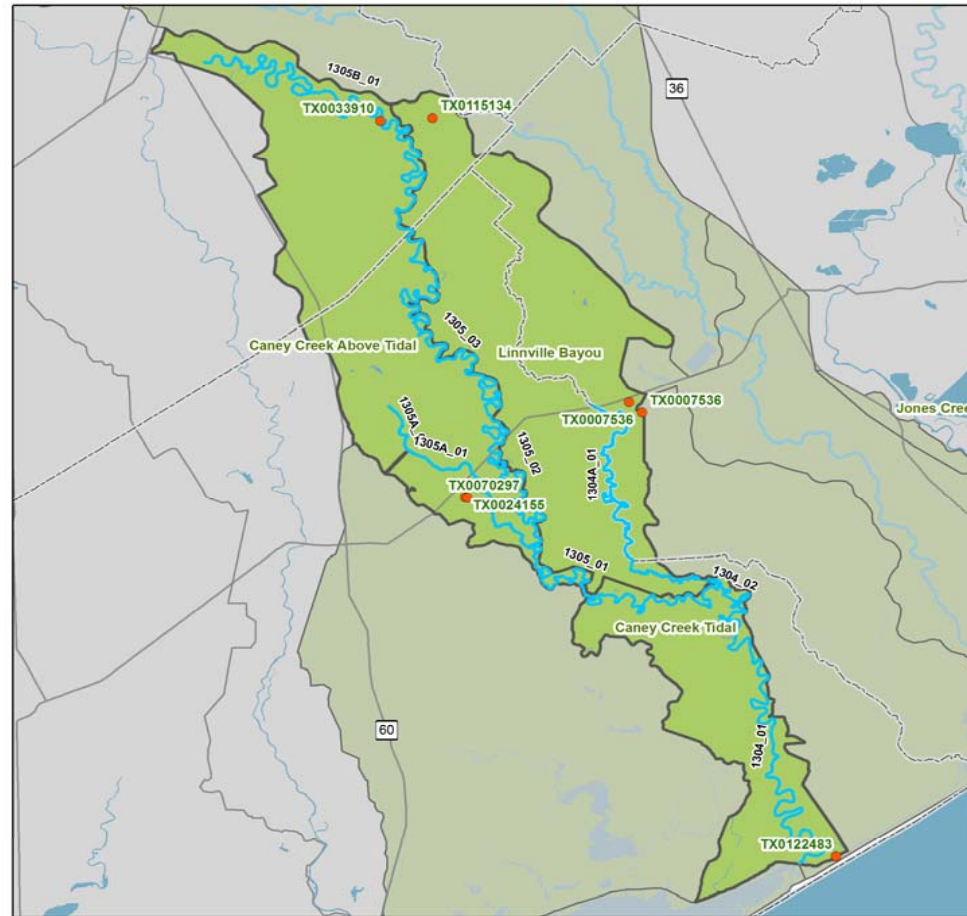 1305B_01
36
TX0033910
TX0115134
Caney Creek Above Tidal
1305_03
Linnville Bayou
TX0007536
TX0007536
Jones Cree
1305A_
1305A_01
1305_02
1304A_01
TX0070297
TX0024155
1305_01
1304_02
Caney Creek Tidal
60
1304_01
TX0122483